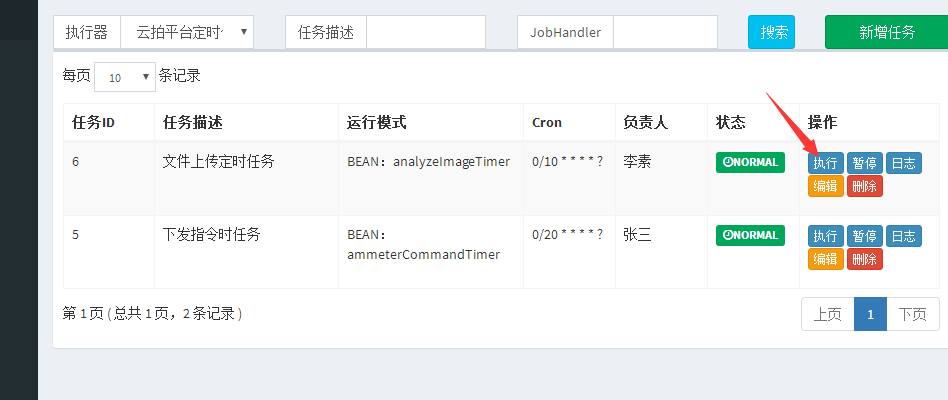 执行器 云拍平台定时 任务描述 JobHandler 搜索 新增任务
每页 10 条记录
任务ID 任务描述 运行模式 Cron 负责人 状态 操作
6 文件上传定时任务 BEAN：analyzeImageTimer 0/10 * * * * ? 李素 NORMAL 执行 暂停 日志
编辑 删除
5 下发指令时任务 BEAN： 0/20 * * * * ? 张三 NORMAL 执行 暂停 日志
ammeterCommandTimer 编辑 删除
第 1 页 ( 总共 1 页，2 条记录 ) 上页 1 下页